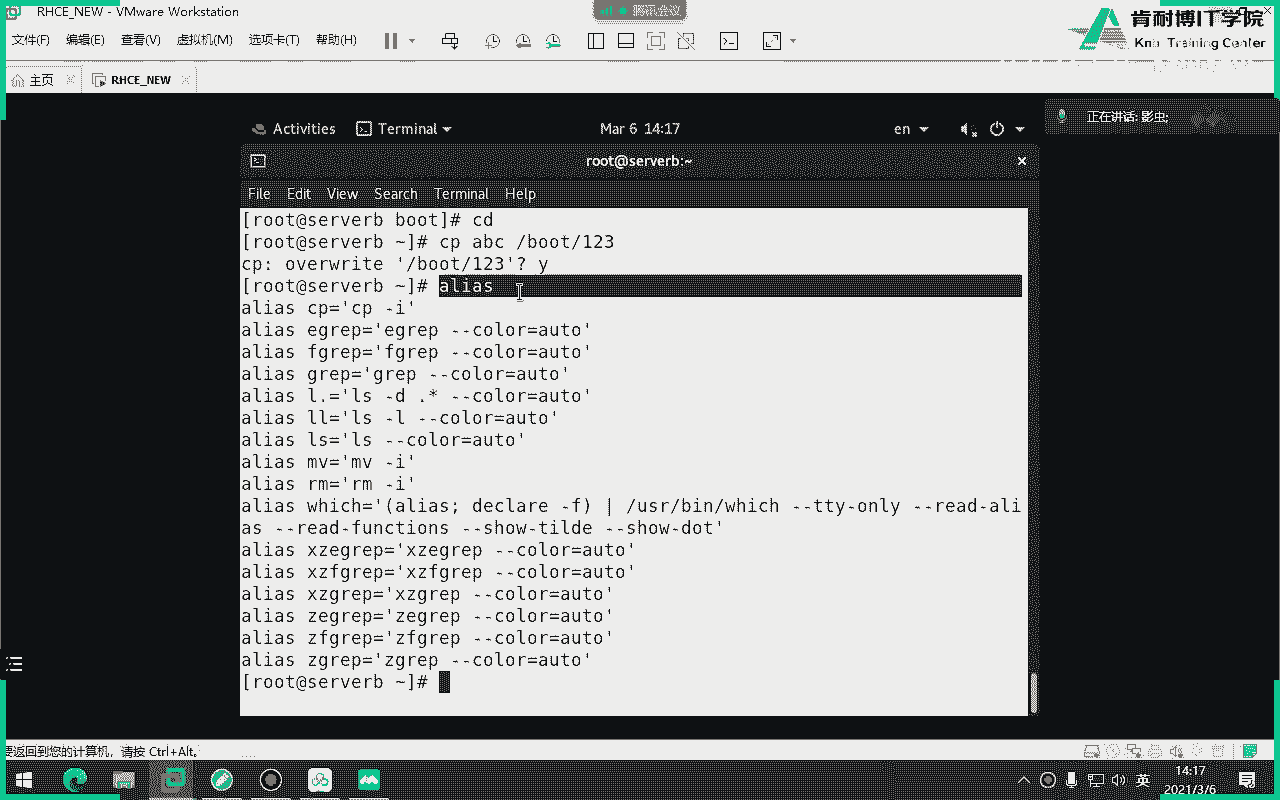 RHCE_NEW - VMware Workstation
腾讯会议
肯耐博IT学院
Training Center
文件(F) 编辑(E) 查看(V) 虚拟机(M) 选项卡(T) 帮助(H)
主页 RHCE_NEW
正在讲话: 影虫;
Activities Terminal Mar 6 14:17 en
root@serverb:~
File Edit View Search Terminal Help
[root@serverb boot]# cd
[root@serverb ~]# cp abc /boot/123
cp: overwrite '/boot/123'? y
[root@serverb ~]# alias
alias cp='cp -i'
alias egrep='egrep --color=auto'
alias fgrep='fgrep --color=auto'
alias grep='grep --color=auto'
alias l.='ls -d .* --color=auto'
alias ll='ls -l --color=auto'
alias ls='ls --color=auto'
alias mv='mv -i'
alias rm='rm -i'
alias which='(alias; declare -f) | /usr/bin/which --tty-only --read-ali
as --read-functions --show-tilde --show-dot'
alias xzegrep='xzegrep --color=auto'
alias xzfgrep='xzfgrep --color=auto'
alias xzgrep='xzgrep --color=auto'
alias zegrep='zegrep --color=auto'
alias zfgrep='zfgrep --color=auto'
alias zgrep='zgrep --color=auto'
[root@serverb ~]#
要返回到您的计算机，请按 Ctrl+Alt。
英
14:17
2021/3/6